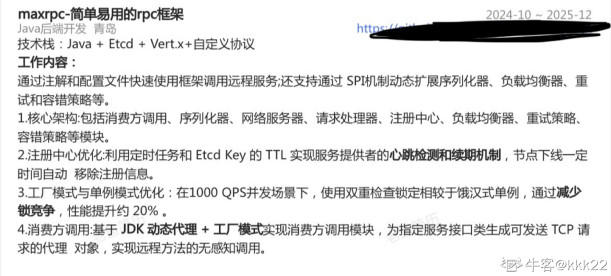 maxrpc-简单易用的rpc框架
2024-10 ~ 2025-12
Java后端开发 青岛
技术栈：Java + Etcd + Vert.x+自定义协议
工作内容：
通过注解和配置文件快速使用框架调用远程服务;还支持通过 SPI机制动态扩展序列化器、负载均衡器、重
试和容错策略等。
1.核心架构:包括消费方调用、序列化器、网络服务器、请求处理器、注册中心、负载均衡器、重试策略、
容错策略等模块。
2.注册中心优化:利用定时任务和 Etcd Key 的 TTL 实现服务提供者的心跳检测和续期机制，节点下线一定
时间自动 移除注册信息。
3.工厂模式与单例模式优化：在1000 QPS并发场景下，使用双重检查锁定相较于饿汉式单例，通过减少
锁竞争，性能提升约 20% 。
4.消费方调用:基于 JDK 动态代理 + 工厂模式实现消费方调用模块，为指定服务接口类生成可发送 TCP 请
求的代理 对象，实现远程方法的无感知调用。
牛客@kkk22